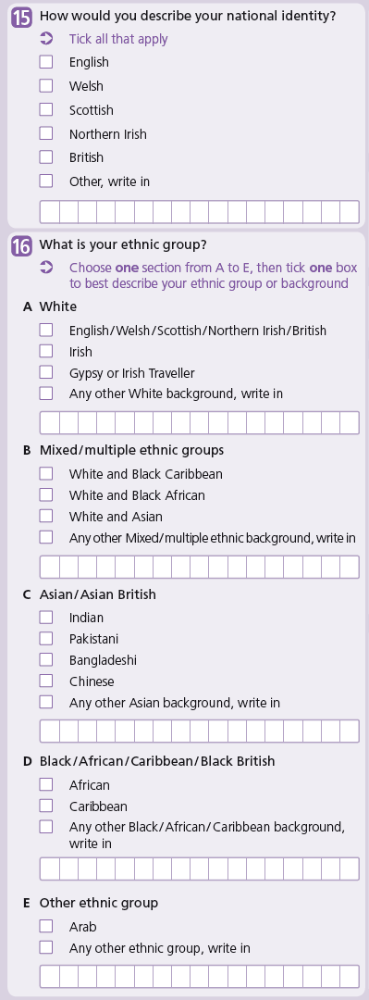 15 How would you describe your national identity?
Tick all that apply
English
Welsh
Scottish
Northern Irish
British
Other, write in
16 What is your ethnic group?
Choose one section from A to E, then tick one box
to best describe your ethnic group or background
A White
English/Welsh/Scottish/Northern Irish/British
Irish
Gypsy or Irish Traveller
Any other White background, write in
B Mixed/multiple ethnic groups
White and Black Caribbean
White and Black African
White and Asian
Any other Mixed/multiple ethnic background, write in
C Asian/Asian British
Indian
Pakistani
Bangladeshi
Chinese
Any other Asian background, write in
D Black/African/Caribbean/Black British
African
Caribbean
Any other Black/African/Caribbean background,
write in
E Other ethnic group
Arab
Any other ethnic group, write in